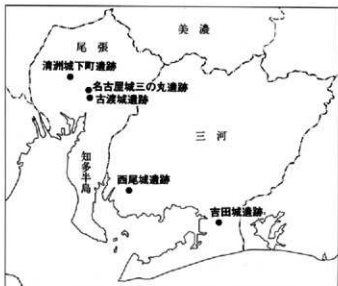 美濃
尾張
清洲城下町遺跡
名古屋城三の丸遺跡
古渡城遺跡
三河
知多半島
西尾城遺跡
吉田城遺跡